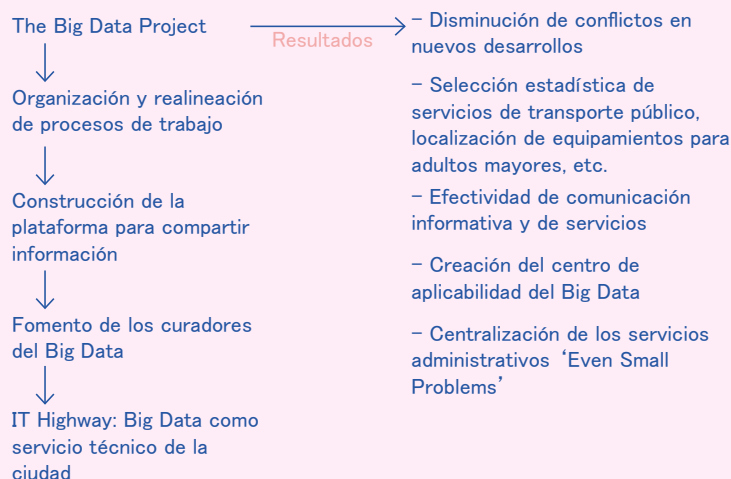 The Big Data Project
Organización y realineación
de procesos de trabajo
Construcción de la
plataforma para compartir
información
Fomento de los curadores
del Big Data
IT Highway: Big Data como
servicio técnico de la
ciudad
Resultados
– Disminución de conflictos en
nuevos desarrollos
– Selección estadística de
servicios de transporte público,
localización de equipamientos para
adultos mayores, etc.
– Efectividad de comunicación
informativa y de servicios
– Creación del centro de
aplicabilidad del Big Data
– Centralización de los servicios
administrativos ‘Even Small
Problems’